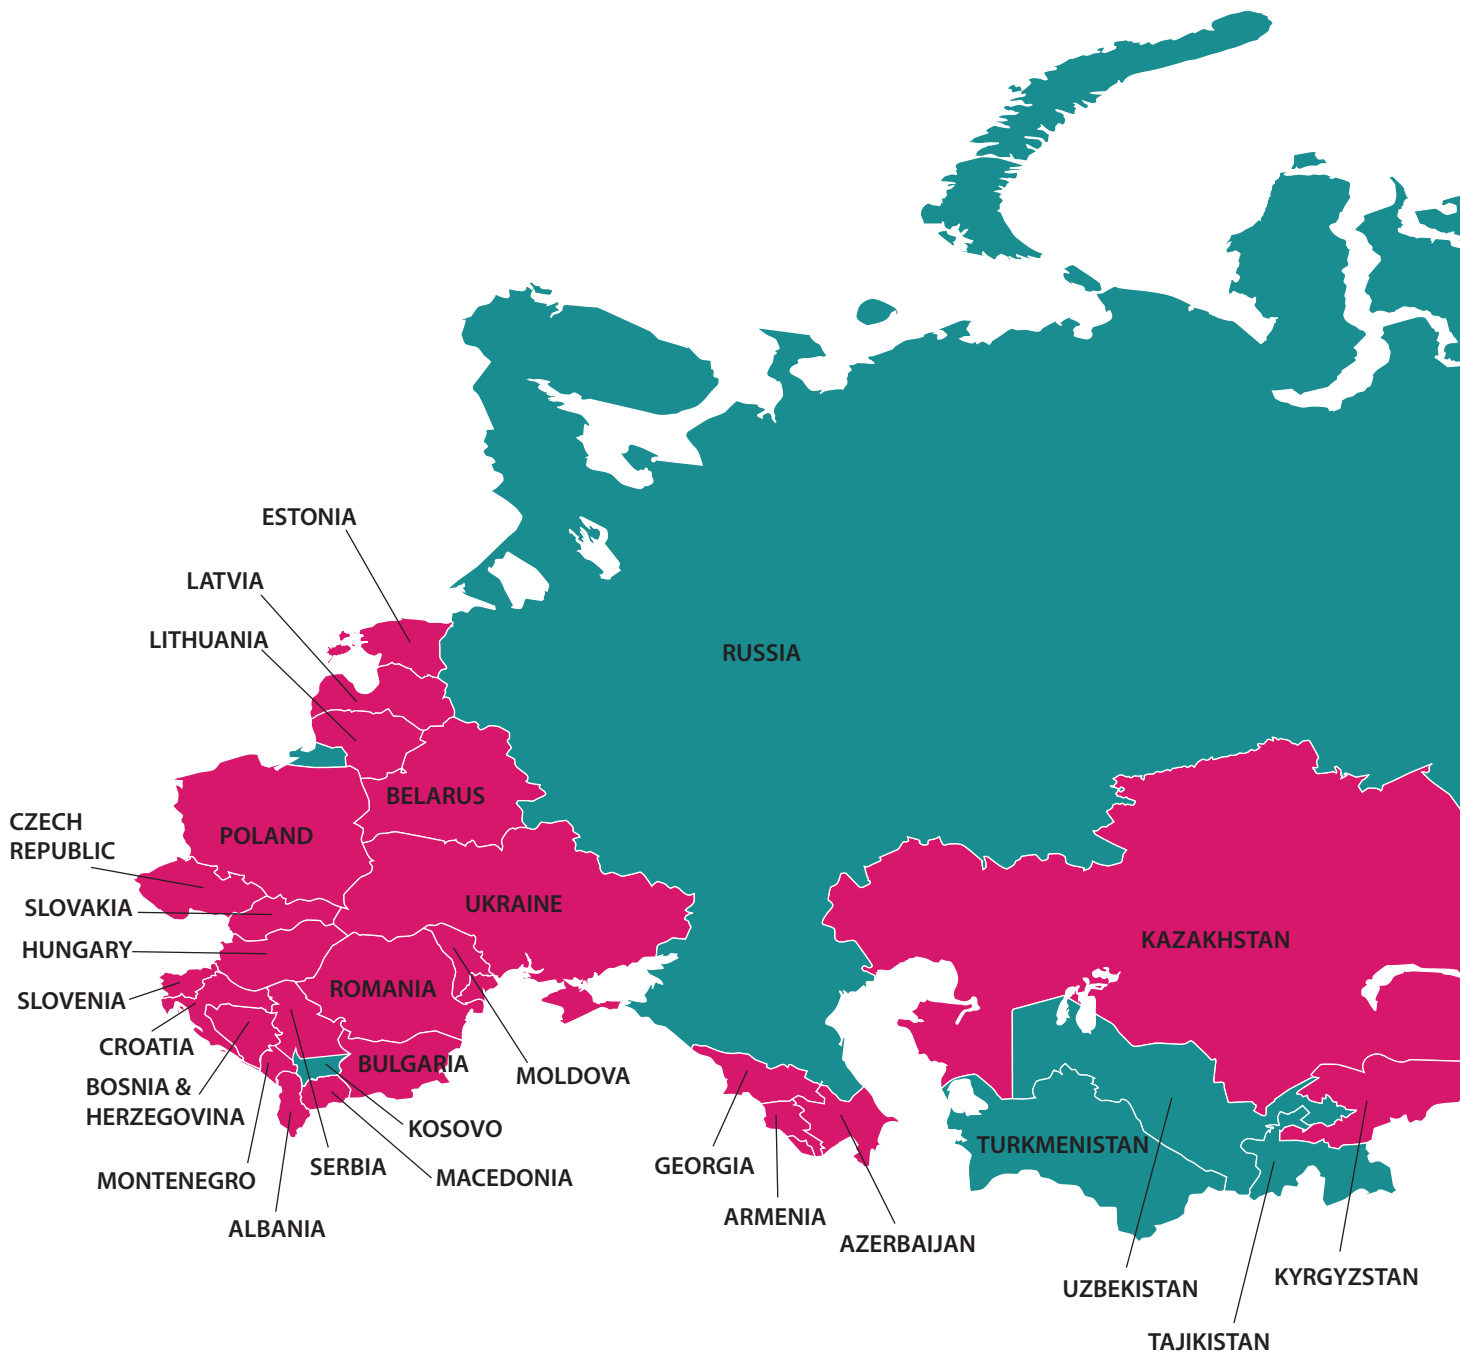 ESTONIA
LATVIA
LITHUANIA
RUSSIA
BELARUS
CZECH
REPUBLIC
POLAND
SLOVAKIA
UKRAINE
HUNGARY
KAZAKHSTAN
SLOVENIA
ROMANIA
CROATIA
BULGARIA
MOLDOVA
BOSNIA &
HERZEGOVINA
KOSOVO
TURKMENISTAN
SERBIA
GEORGIA
MONTENEGRO
MACEDONIA
ARMENIA
ALBANIA
AZERBAIJAN
KYRGYZSTAN
UZBEKISTAN
TAJIKISTAN